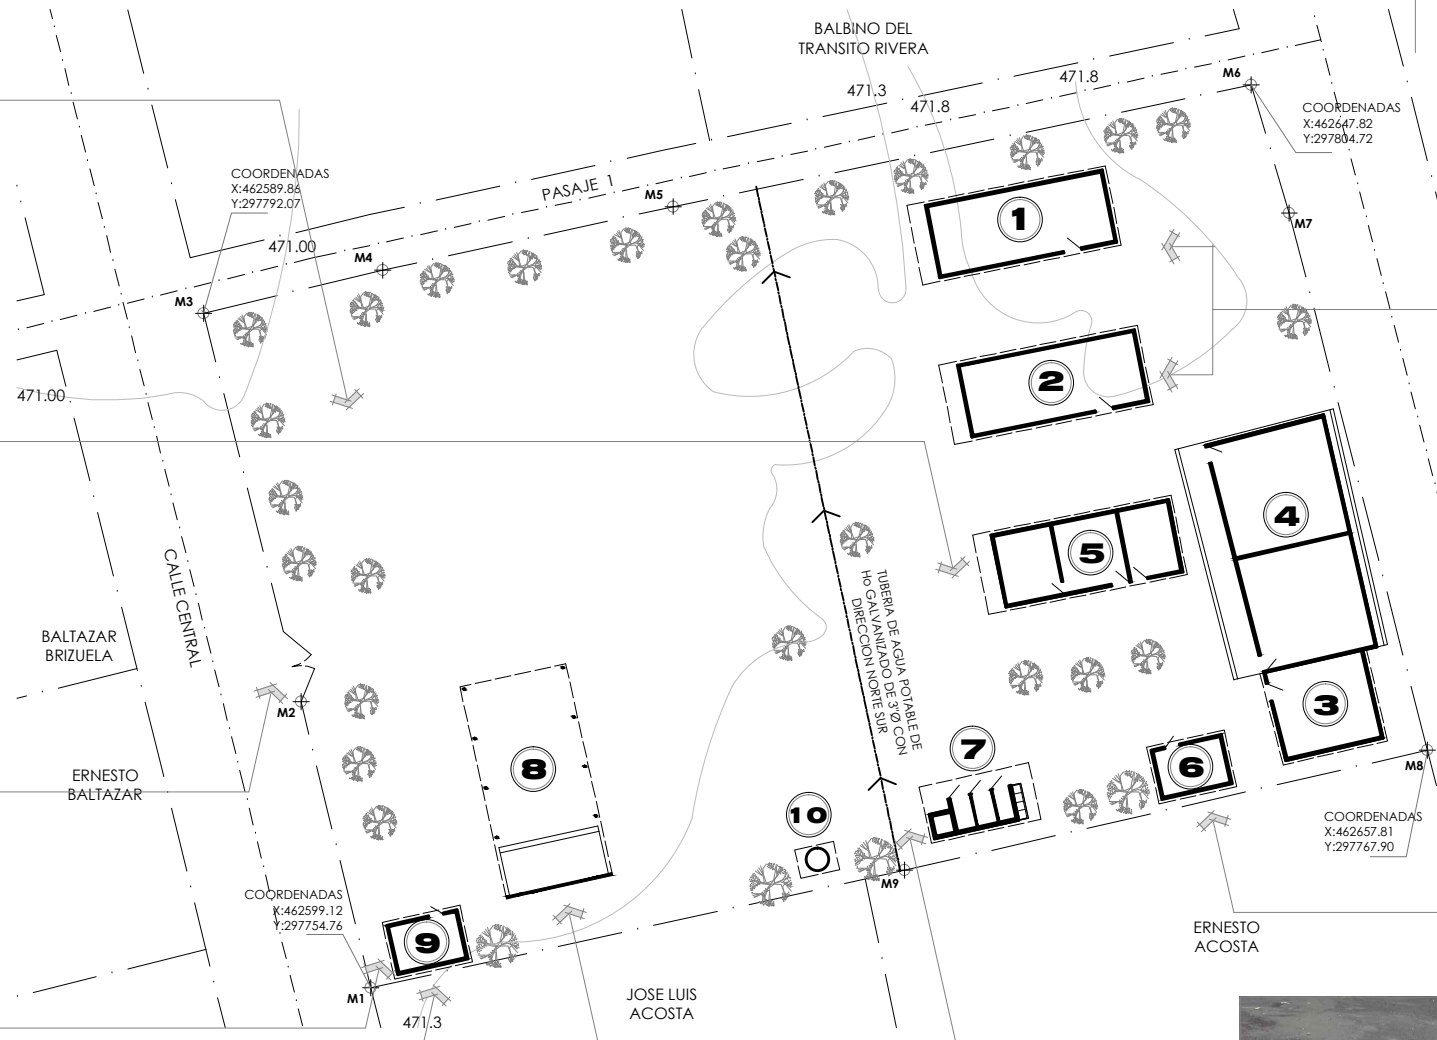 BALBINO DEL
TRANSITO RIVERA
471.3
471.8
471.8
M6
COORDENADAS
X:462647.82
Y:297804.72
COORDENADAS
X:462589.86
Y:297792.07
PASAJE 1
M5
1
M7
471.00
M4
M3
2
471.00
4
5
CALLE CENTRAL
TUBERIA DE AGUA POTABLE DE
Ho GALVANIZADO DE 3"Ø CON
DIRECCION NORTE SUR
BALTAZAR
BRIZUELA
M2
3
7
6
8
M8
ERNESTO
BALTAZAR
10
COORDENADAS
X:462657.81
Y:297767.90
M9
COORDENADAS
X:462599.12
Y:297754.76
9
ERNESTO
ACOSTA
M1
JOSE LUIS
ACOSTA
471.3